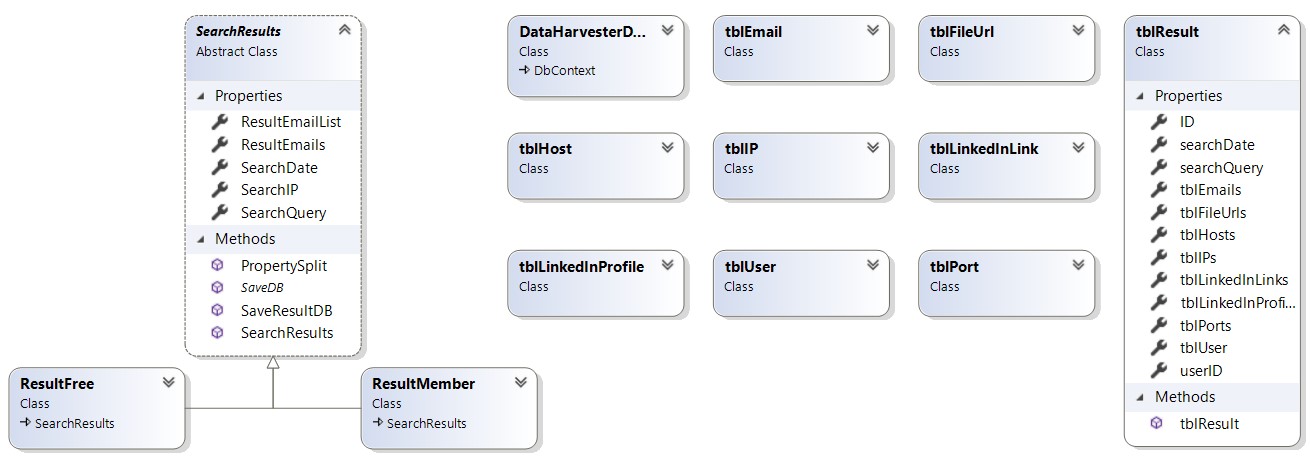 SearchResults
Abstract Class
Properties
ResultEmailList
ResultEmails
SearchDate
SearchIP
SearchQuery
Methods
PropertySplit
SaveDB
SaveResultDB
SearchResults
ResultFree
Class
SearchResults
ResultMember
Class
SearchResults
DataHarvesterD...
Class
DbContext
tblEmail
Class
tblFileUrl
Class
tblHost
Class
tblIP
Class
tblLinkedInLink
Class
tblLinkedInProfile
Class
tblUser
Class
tblPort
Class
tblResult
Class
Properties
ID
searchDate
searchQuery
tblEmails
tblFileUrls
tblHosts
tblIPs
tblLinkedInLinks
tblLinkedInProfi...
tblPorts
tblUser
userID
Methods
tblResult